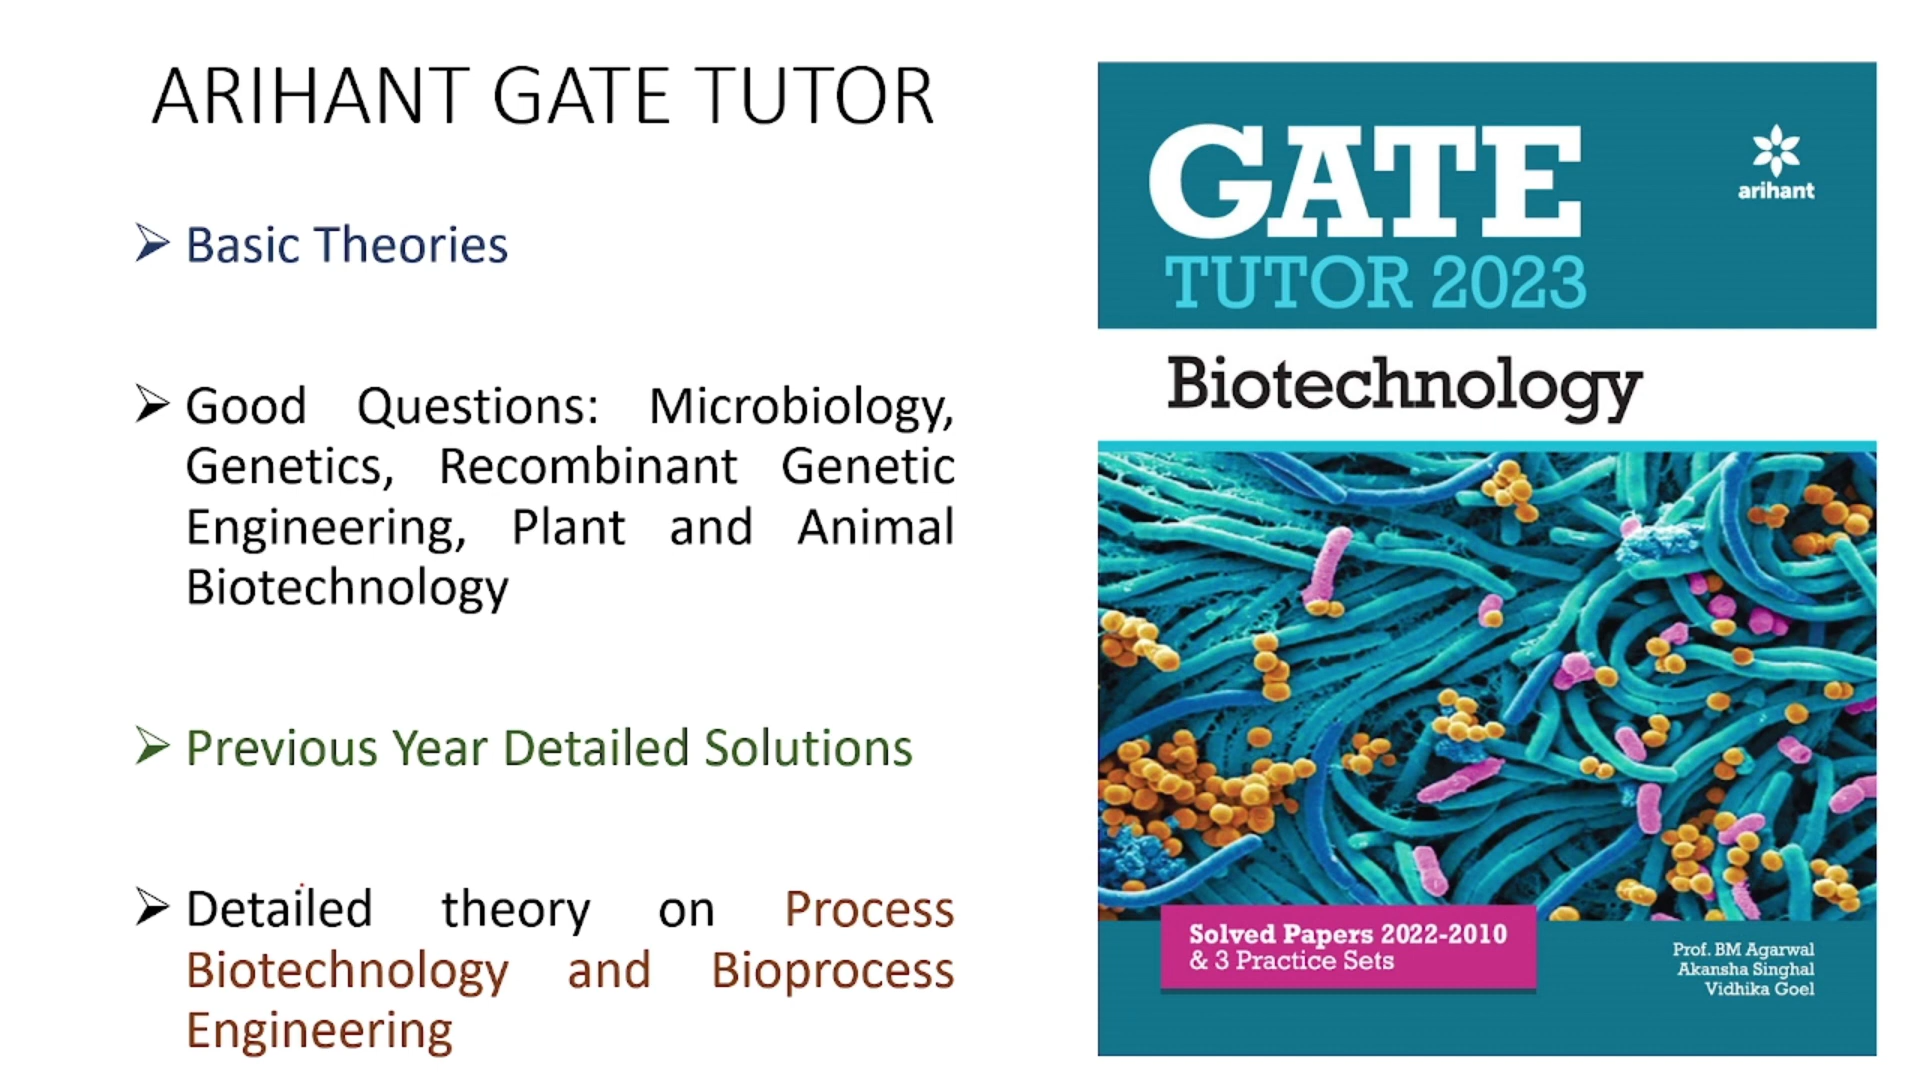 ARIHANT GATE TUTOR
Basic Theories
Good Questions: Microbiology,
Genetics, Recombinant Genetic
Engineering, Plant and Animal
Biotechnology
Previous Year Detailed Solutions
Detailed theory on Process
Biotechnology and Bioprocess
Engineering
GATE
TUTOR 2023
arihant
Biotechnology
Solved Papers 2022-2010
& 3 Practice Sets
Prof. BM Agarwal
Akansha Singhal
Vidhika Goel